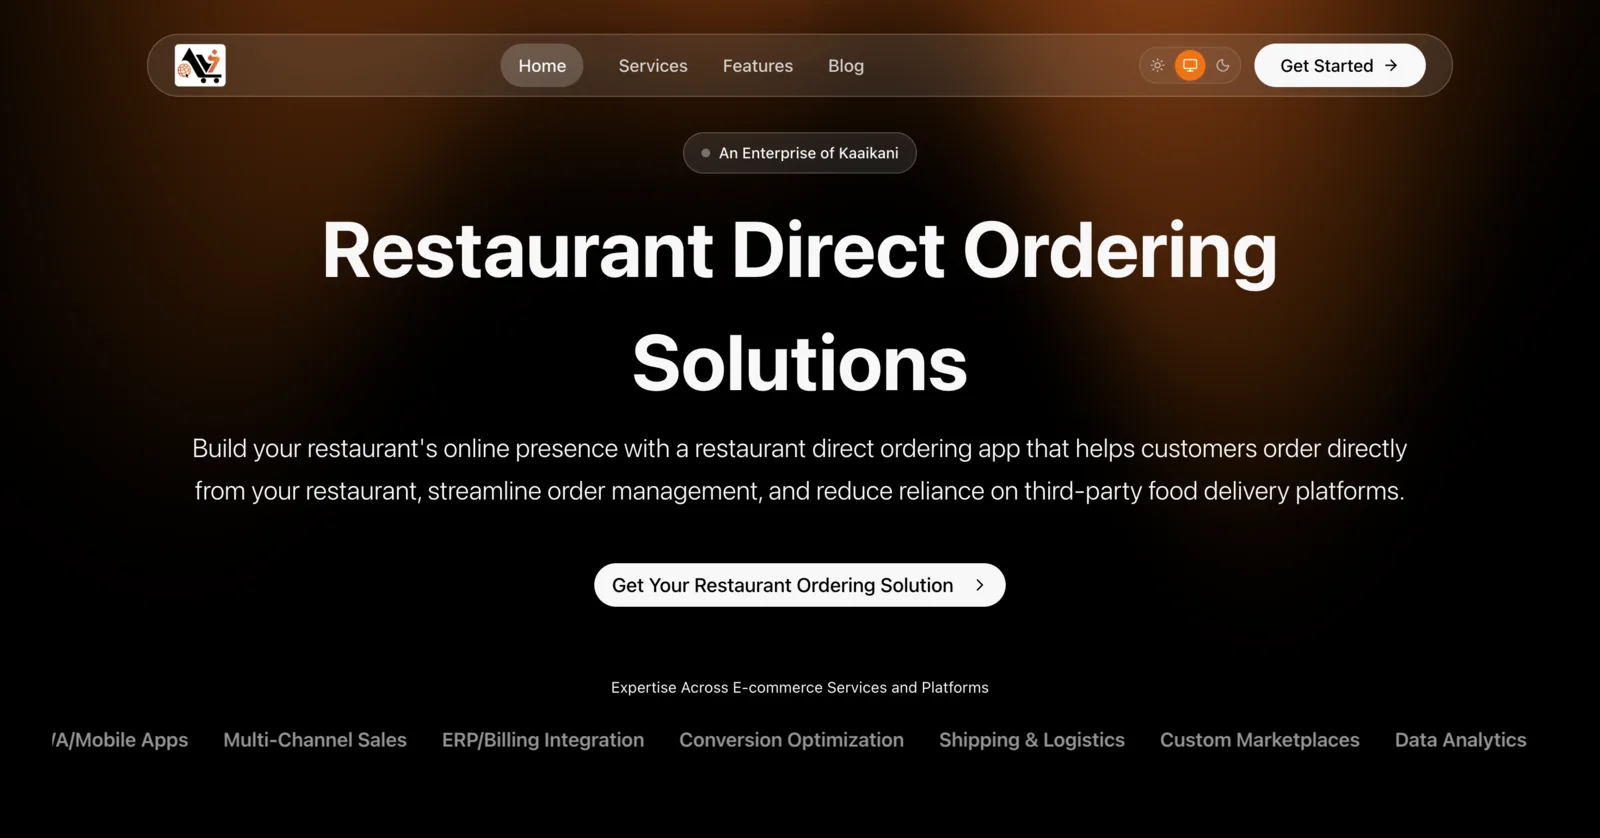 Home
Services
Features
Blog
Get Started
An Enterprise of Kaaikani
Restaurant Direct Ordering
Solutions
Build your restaurant's online presence with a restaurant direct ordering app that helps customers order directly
from your restaurant, streamline order management, and reduce reliance on third-party food delivery platforms.
Get Your Restaurant Ordering Solution
Expertise Across E-commerce Services and Platforms
/Mobile Apps
Multi-Channel Sales
ERP/Billing Integration
Conversion Optimization
Shipping & Logistics
Custom Marketplaces
Data Analytics